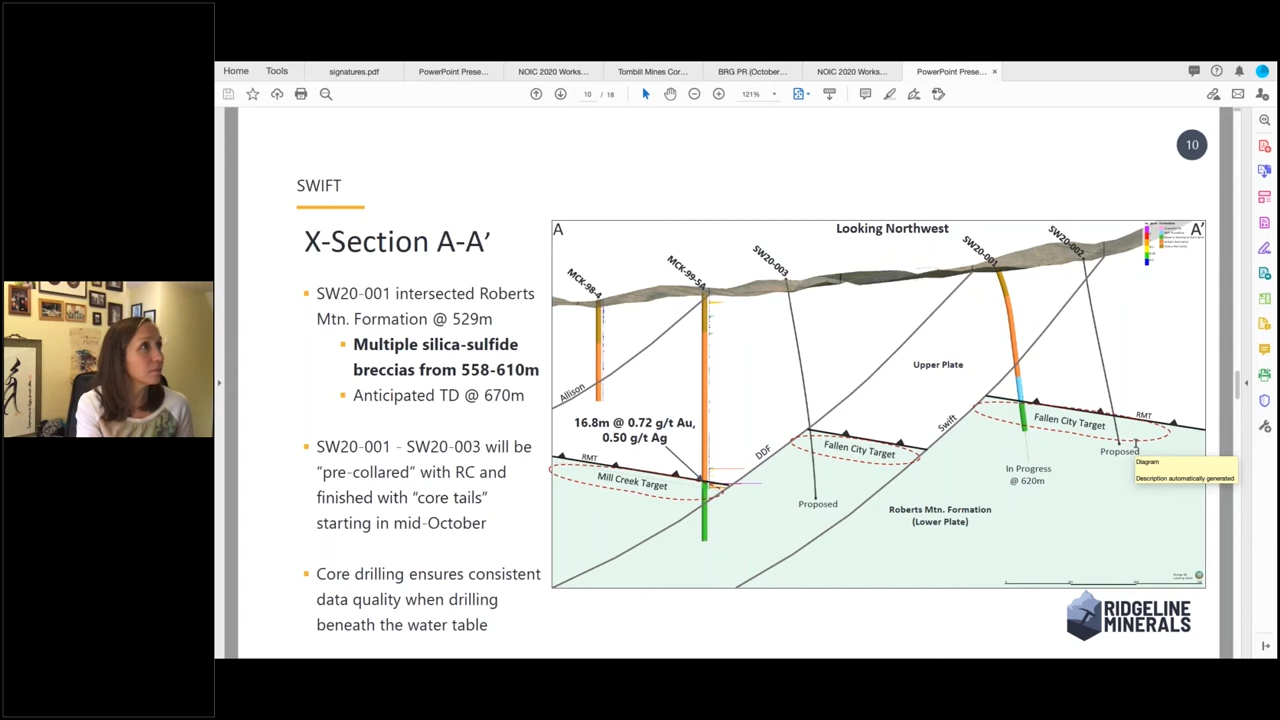 Home
Tools
signatures.pdf
PowerPoint Prese...
NOIC 2020 Works...
Tombill Mines Cor...
BRG PR (October...
NOIC 2020 Works...
PowerPoint Prese...
×
10 / 18
121%
10
SWIFT
X-Section A-A’
▪ SW20-001 intersected Roberts
Mtn. Formation @ 529m
▪ Multiple silica-sulfide
breccias from 558-610m
▪ Anticipated TD @ 670m
▪ SW20-001 - SW20-003 will be
“pre-collared” with RC and
finished with “core tails”
starting in mid-October
▪ Core drilling ensures consistent
data quality when drilling
beneath the water table
A
Looking Northwest
A’
MCK-98-4
MCK-99-5A
SW20-003
SW20-001
SW20-002
Allison
Upper Plate
16.8m @ 0.72 g/t Au,
0.50 g/t Ag
RMT
Mill Creek Target
DDF
Fallen City Target
Swift
Fallen City Target
RMT
Proposed
In Progress
@ 620m
Proposed
Roberts Mtn. Formation
(Lower Plate)
Diagram
Description automatically generated
RIDGELINE
MINERALS